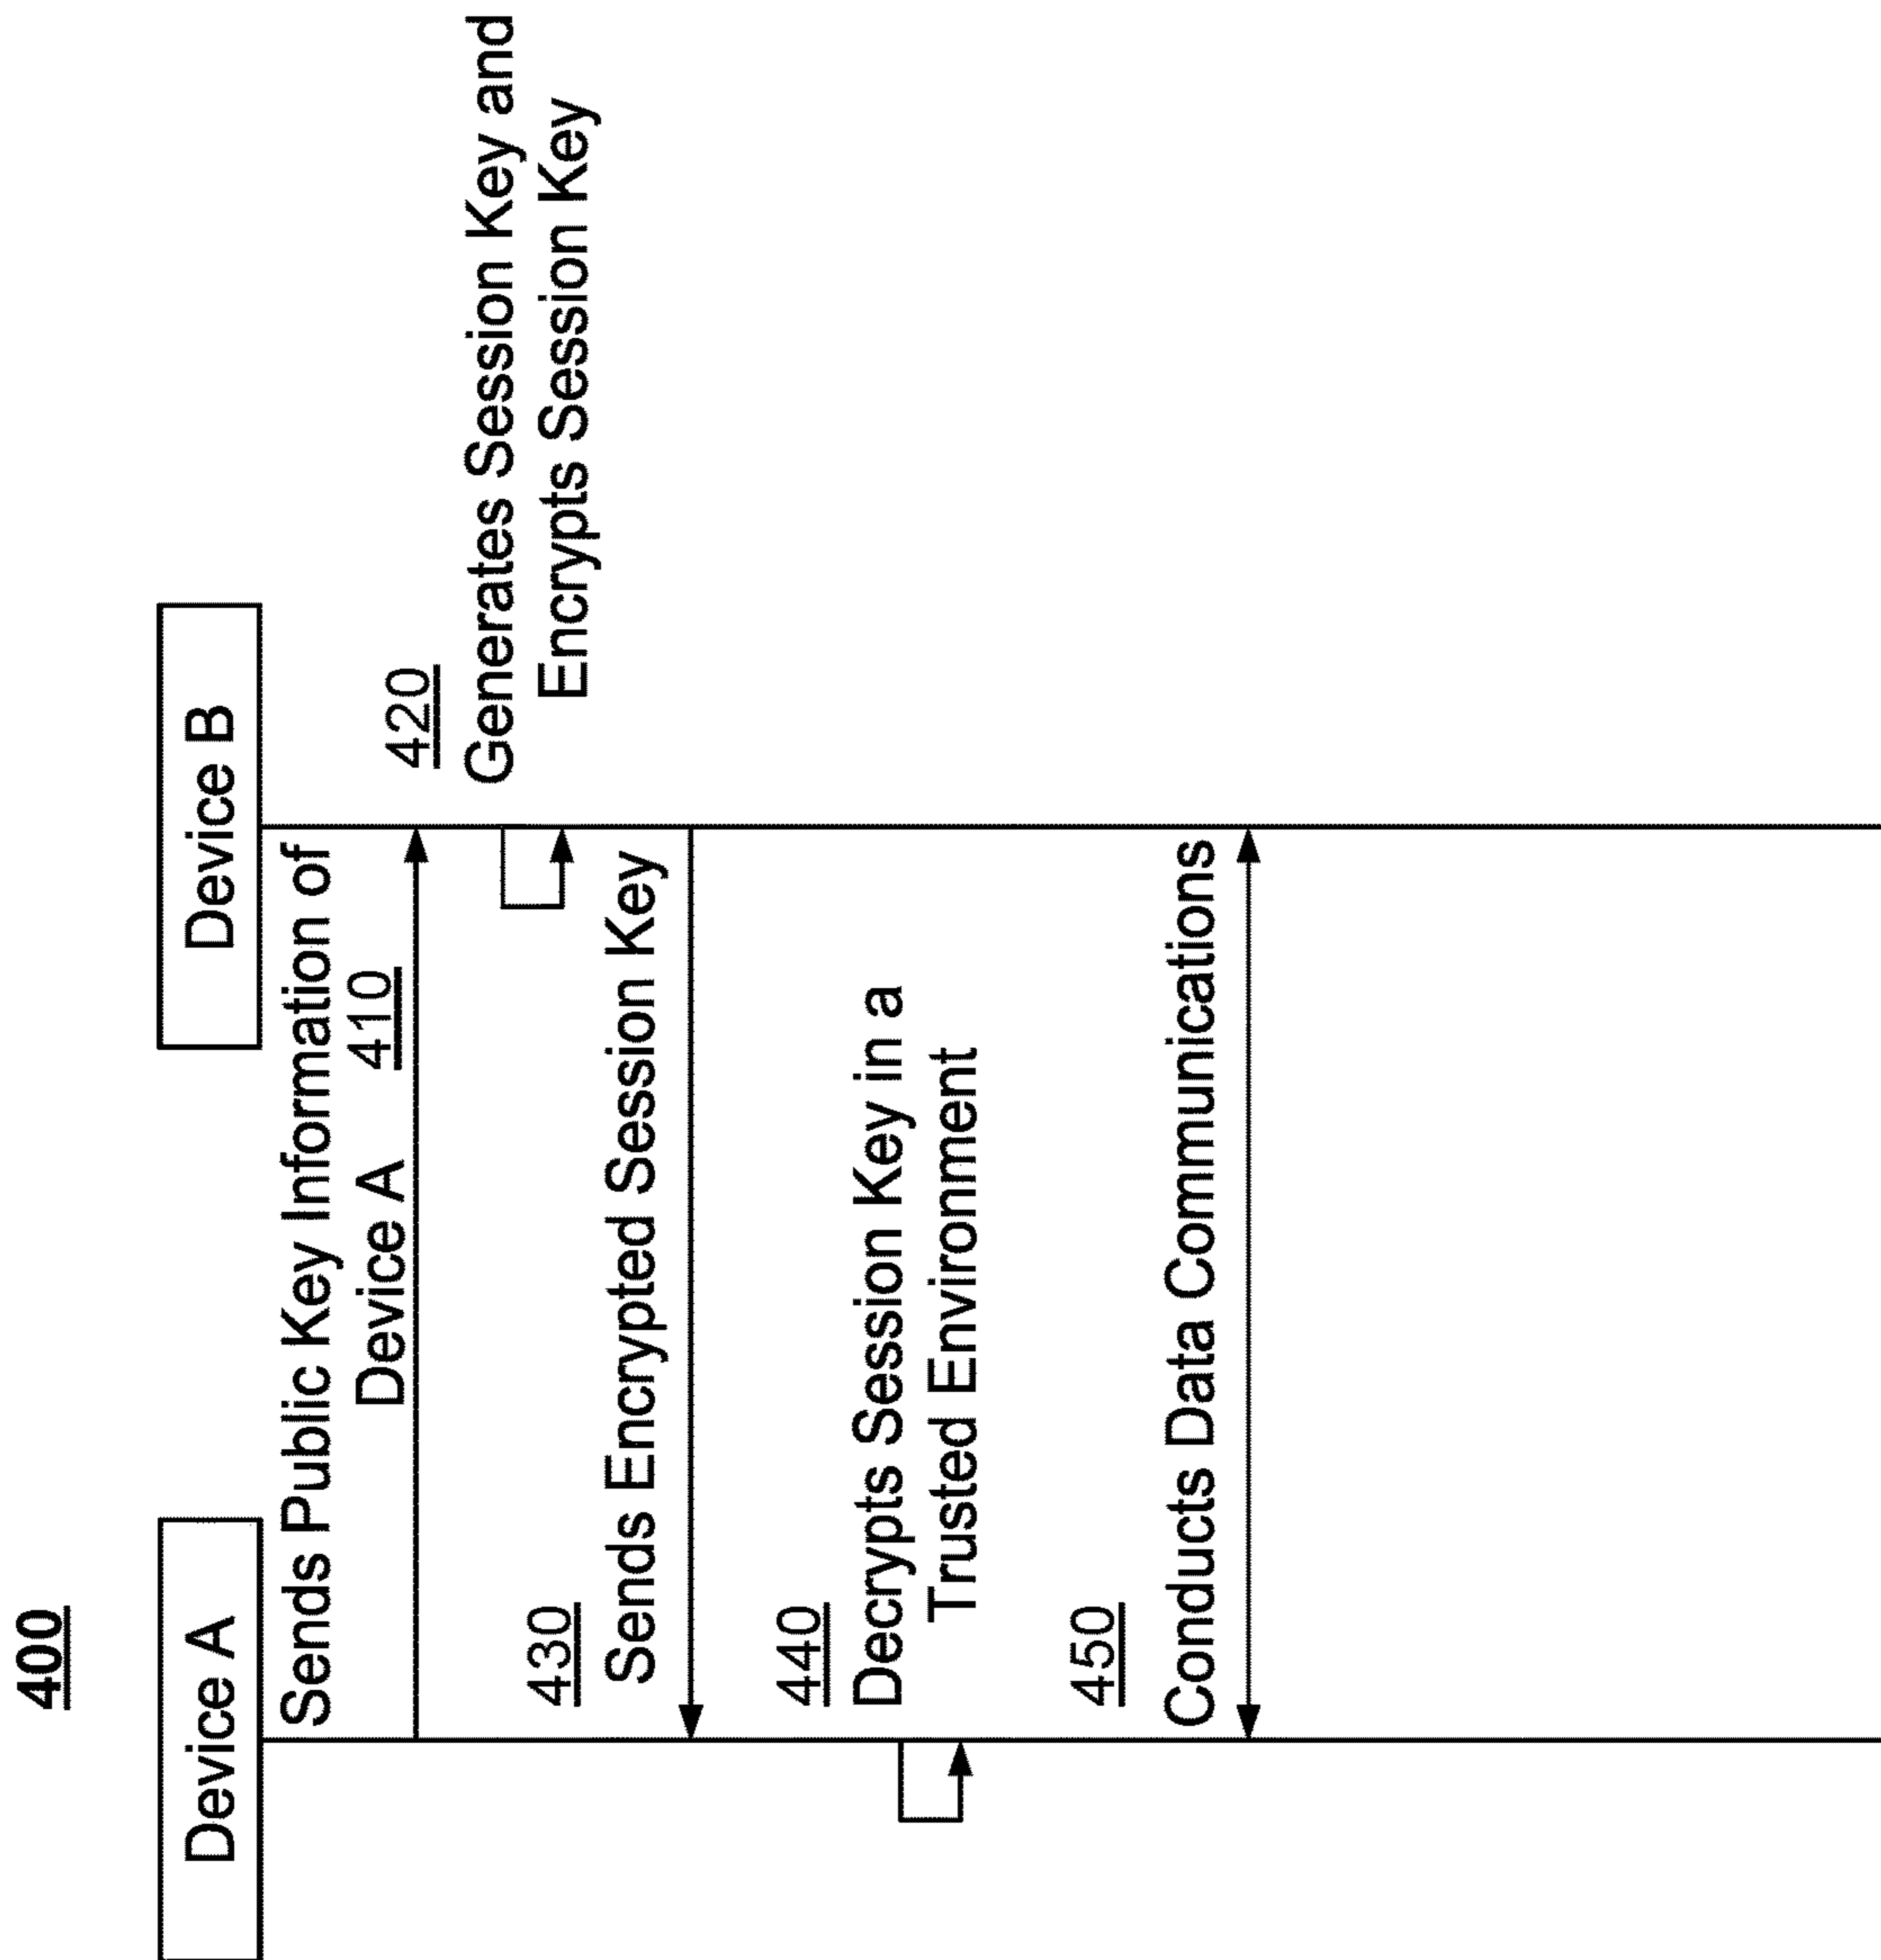 400
Device A
Device B
Sends Public Key Information of
Device A
410
420
Generates Session Key and
Encrypts Session Key
430
Sends Encrypted Session Key
440
Decrypts Session Key in a
Trusted Environment
450
Conducts Data Communications